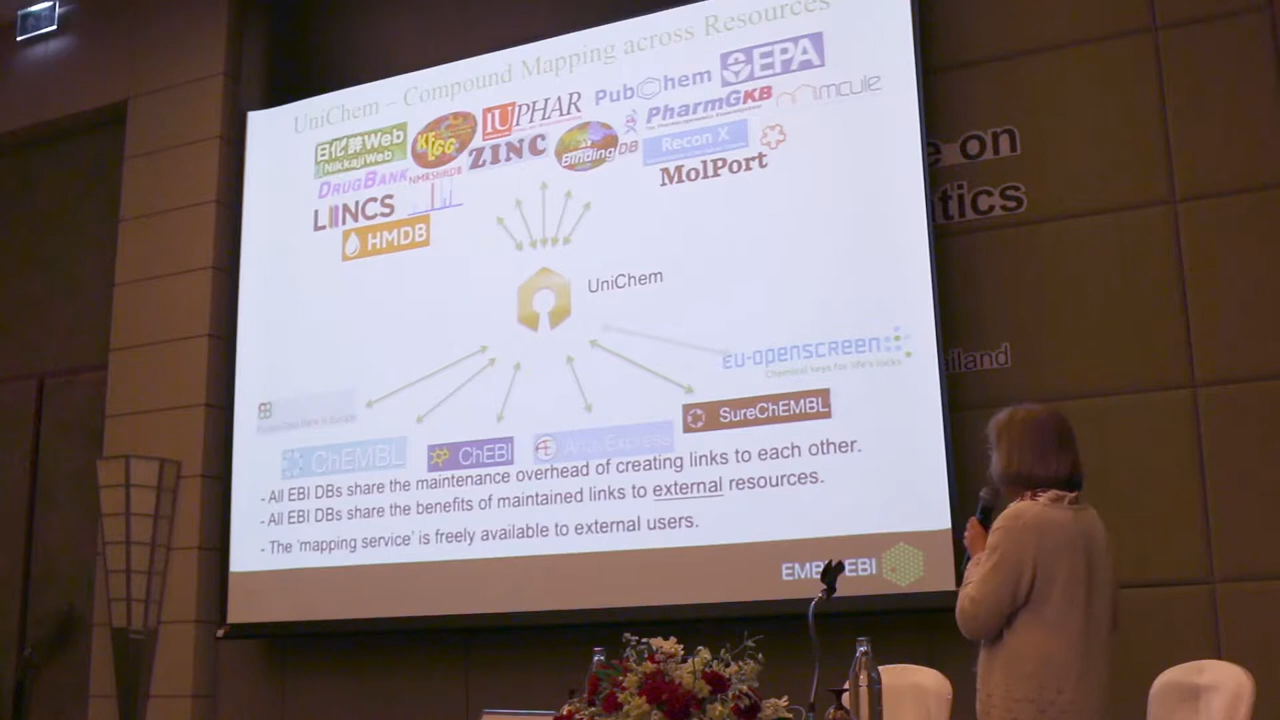 UniChem – Compound Mapping across Resources
日化辞Web
NikkajiWeb
KEGG
IUPHAR
PubChem
EPA
DRUGBANK
NMRShiftDB
ZINC
Binding DB
PharmGKB
mcule
LINCS
Recon X
MolPort
HMDB
UniChem
EU-OPENSCREEN
Chemical keys for life's locks
SureChEMBL
ChEMBL
ChEBI
ArrayExpress
- All EBI DBs share the maintenance overhead of creating links to each other.
- All EBI DBs share the benefits of maintained links to external resources.
- The 'mapping service' is freely available to external users.
EMBL-EBI
e on
tics
ailand